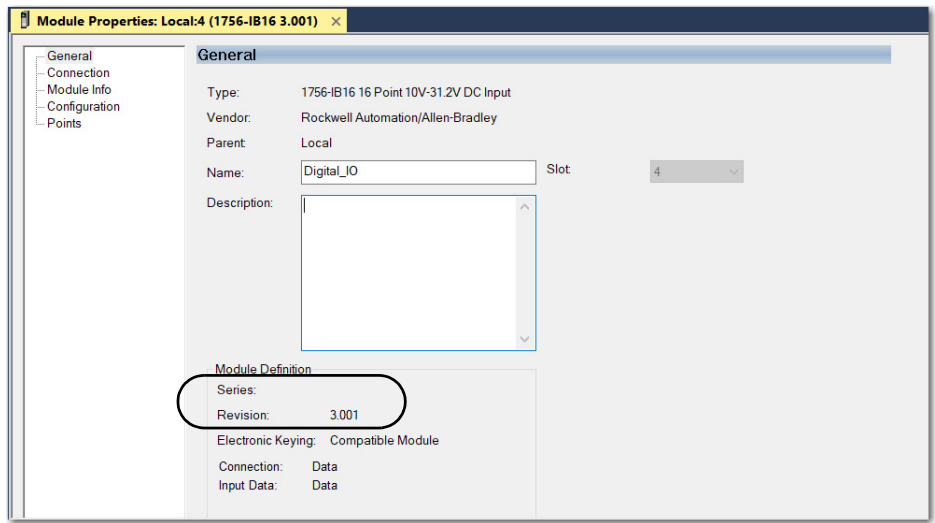 Module Properties: Local:4 (1756-IB16 3.001) ×
General
Connection
Module Info
Configuration
Points
General
Type: 1756-IB16 16 Point 10V-31.2V DC Input
Vendor: Rockwell Automation/Allen-Bradley
Parent: Local
Name: Digital_IO Slot: 4
Description:
Module Definition
Series:
Revision: 3.001
Electronic Keying: Compatible Module
Connection: Data
Input Data: Data